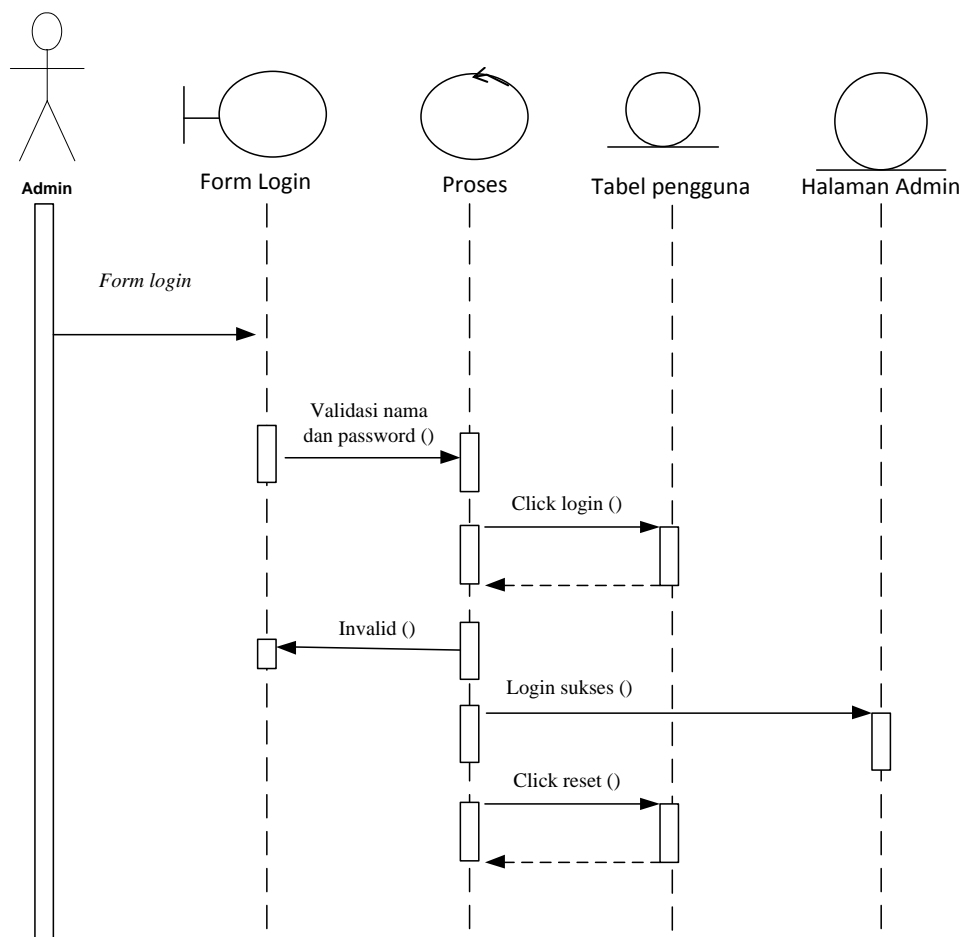 Admin
Form Login
Proses
Tabel pengguna
Halaman Admin
Form login
Validasi nama
dan password ()
Click login ()
Invalid ()
Login sukses ()
Click reset ()